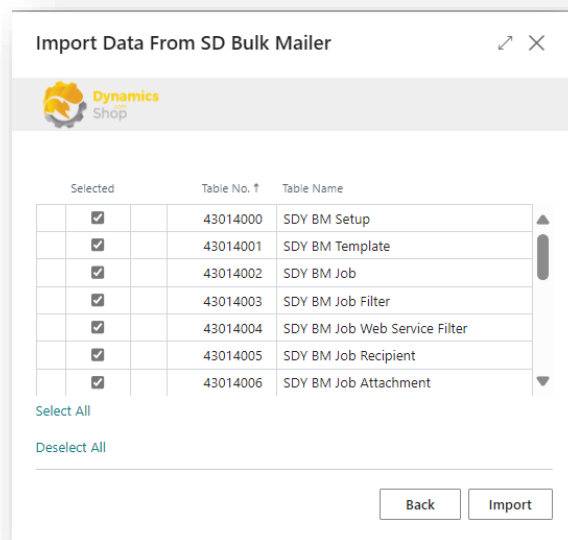 Import Data From SD Bulk Mailer
Dynamics
.com
Shop
Selected Table No. ↑ Table Name
43014000 SDY BM Setup
43014001 SDY BM Template
43014002 SDY BM Job
43014003 SDY BM Job Filter
43014004 SDY BM Job Web Service Filter
43014005 SDY BM Job Recipient
43014006 SDY BM Job Attachment
Select All
Deselect All
Back Import